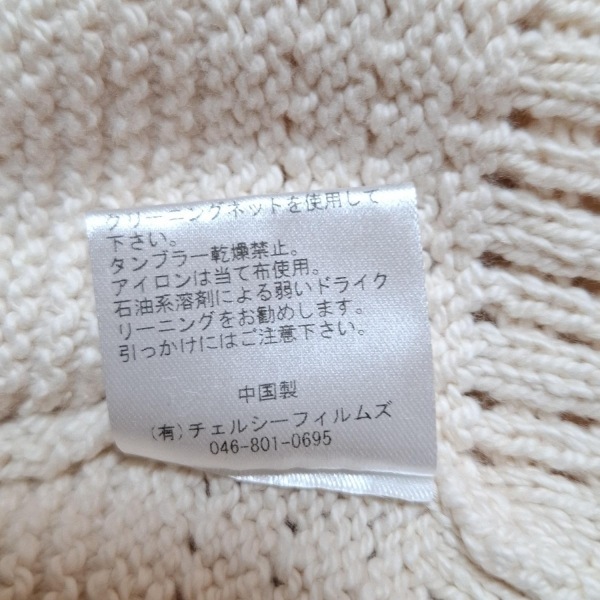 クリーニングネットを使用して
下さい。
タンブラー乾燥禁止。
アイロンは当て布使用。
石油系溶剤による弱いドライク
リーニングをお勧めします。
引っかけにはご注意下さい。
中国製
(有)チェルシーフィルムズ
046-801-0695